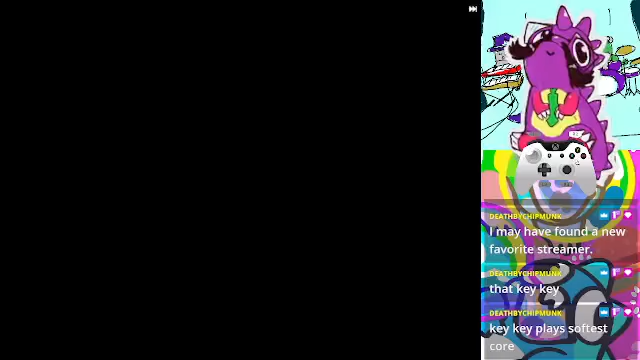 DEATHBYCHIPMUNK
I may have found a new
favorite streamer.
DEATHBYCHIPMUNK
that key key
DEATHBYCHIPMUNK
key key plays softest
core